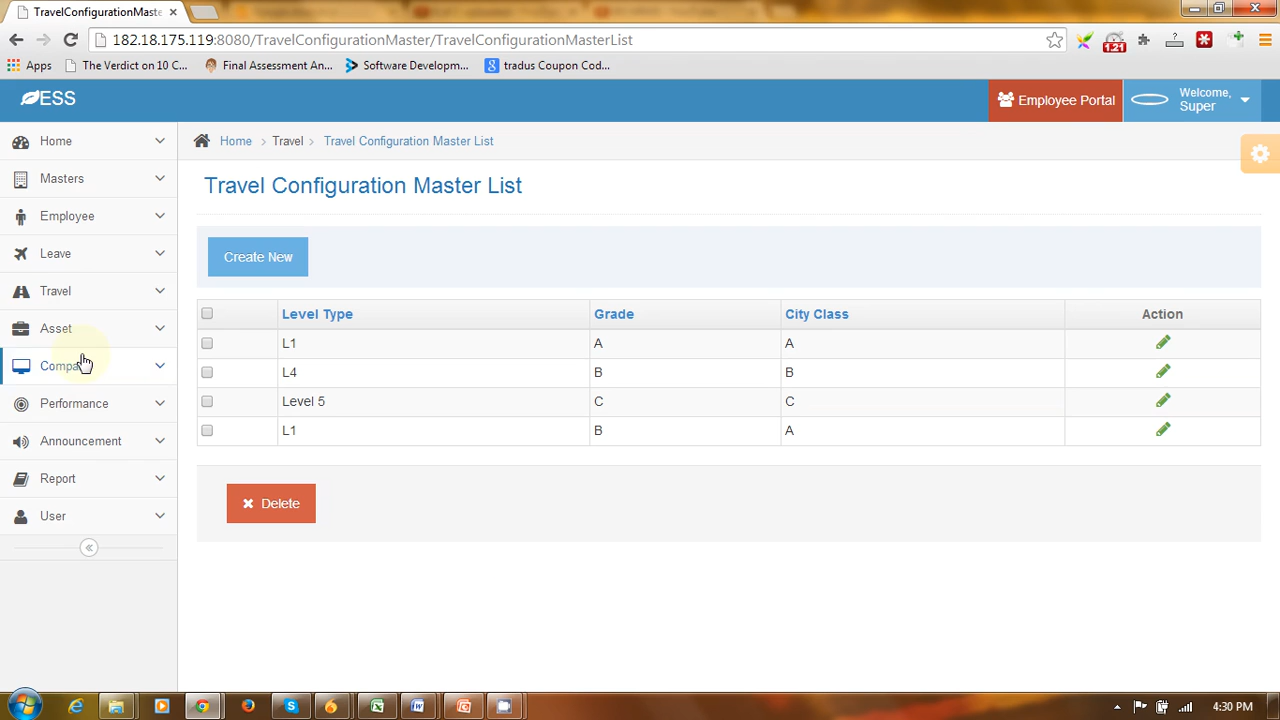 TravelConfigurationMaste
182.18.175.119:8080/TravelConfigurationMaster/TravelConfigurationMasterList
1.21
Apps
The Verdict on 10 C...
Final Assessment An...
Software Developm...
tradus Coupon Cod...
ESS
Employee Portal
Welcome,
Super
Home
Masters
Employee
Leave
Travel
Asset
Performance
Announcement
Report
User
Home
Travel
Travel Configuration Master List
Travel Configuration Master List
Create New
Level Type Grade City Class Action
L1 A A
L4 B B
Level 5 C C
L1 B A
Delete
4:30 PM